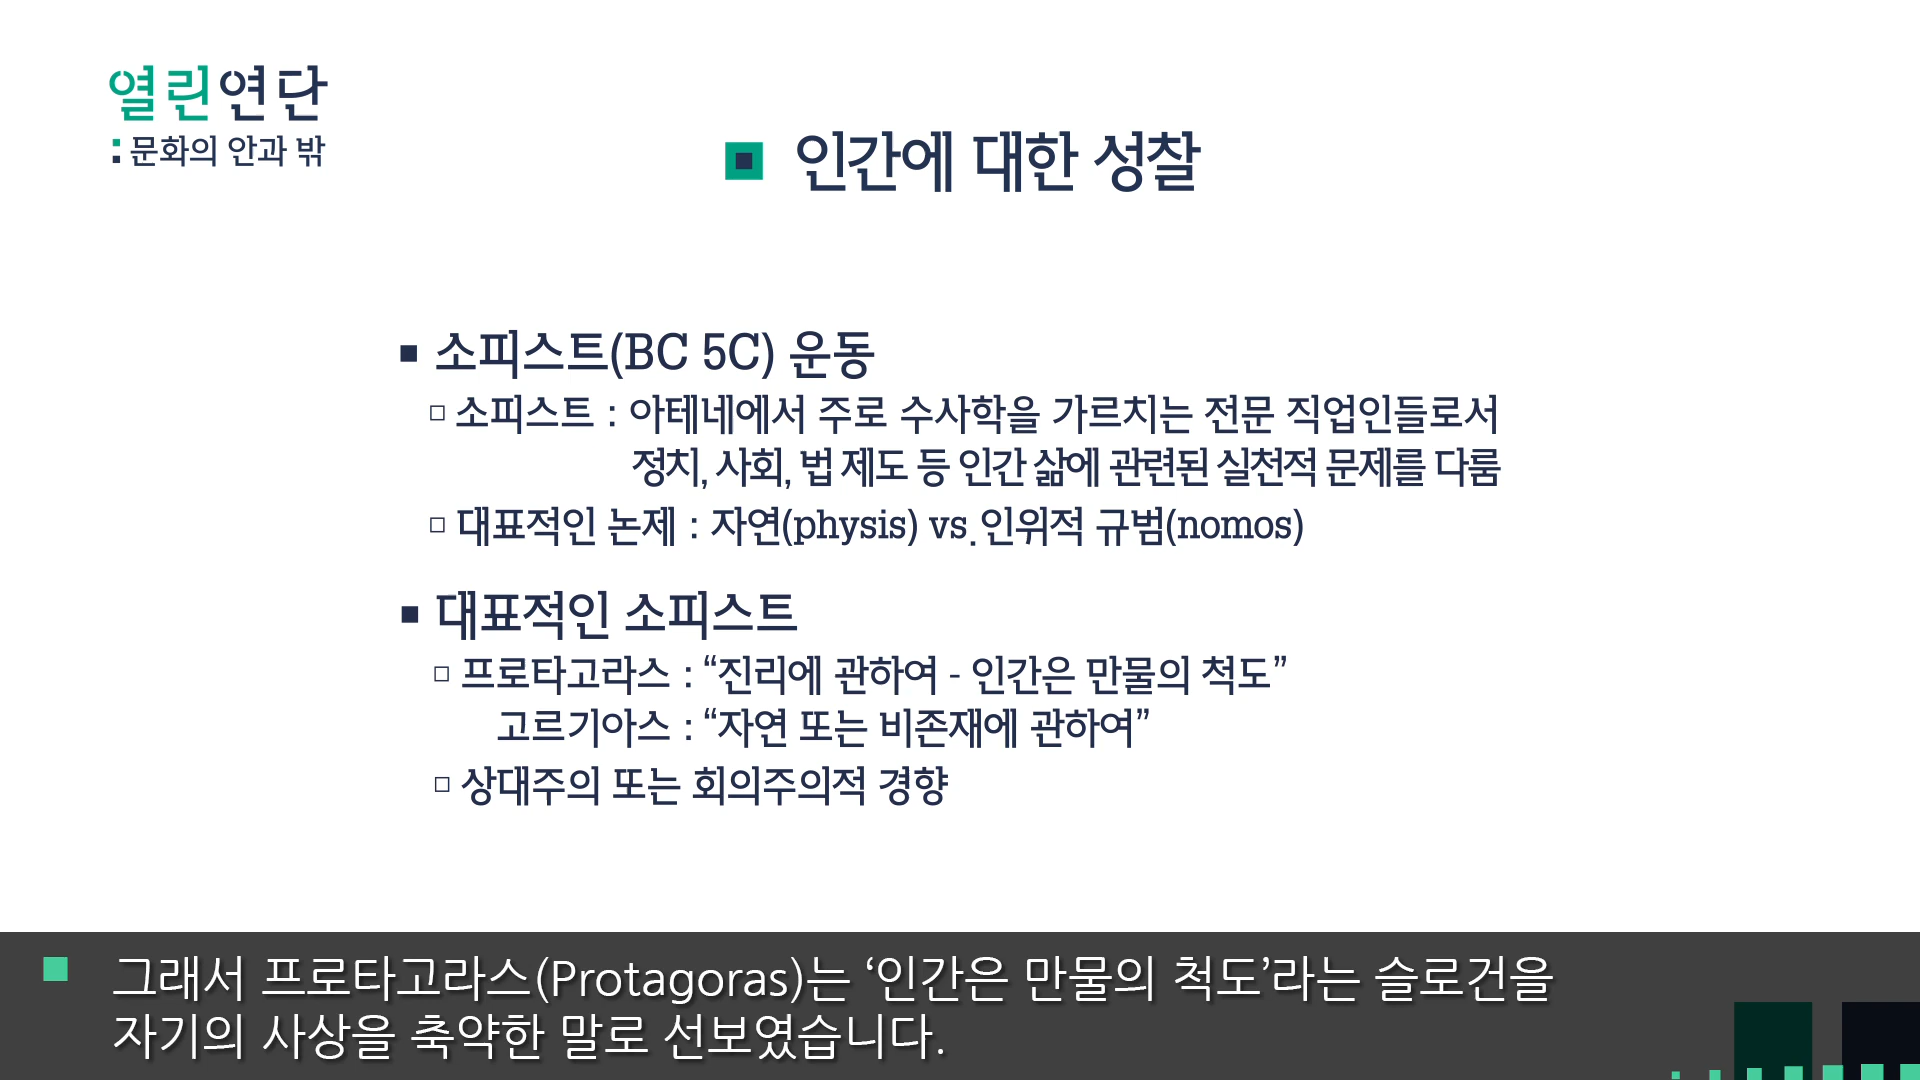 열린연단
: 문화의 안과 밖
인간에 대한 성찰
소피스트(BC 5C) 운동
소피스트 : 아테네에서 주로 수사학을 가르치는 전문 직업인들로서
정치, 사회, 법 제도 등 인간 삶에 관련된 실천적 문제를 다룸
대표적인 논제 : 자연(physis) vs. 인위적 규범(nomos)
대표적인 소피스트
프로타고라스 : “진리에 관하여 - 인간은 만물의 척도”
고르기아스 : “자연 또는 비존재에 관하여”
상대주의 또는 회의주의적 경향
그래서 프로타고라스(Protagoras)는 ‘인간은 만물의 척도’라는 슬로건을
자기의 사상을 축약한 말로 선보였습니다.